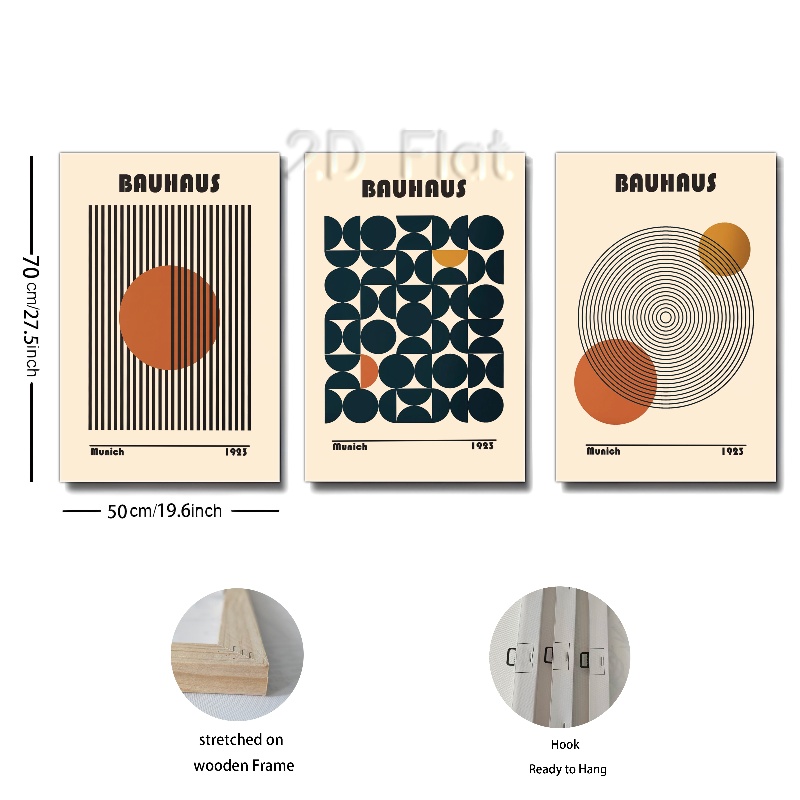 2D Flat
BAUHAUS
BAUHAUS
BAUHAUS
70 cm/27.5inch
Munich 1923
Munich 1923
Munich 1923
50 cm/19.6inch
stretched on
wooden Frame
Hook
Ready to Hang